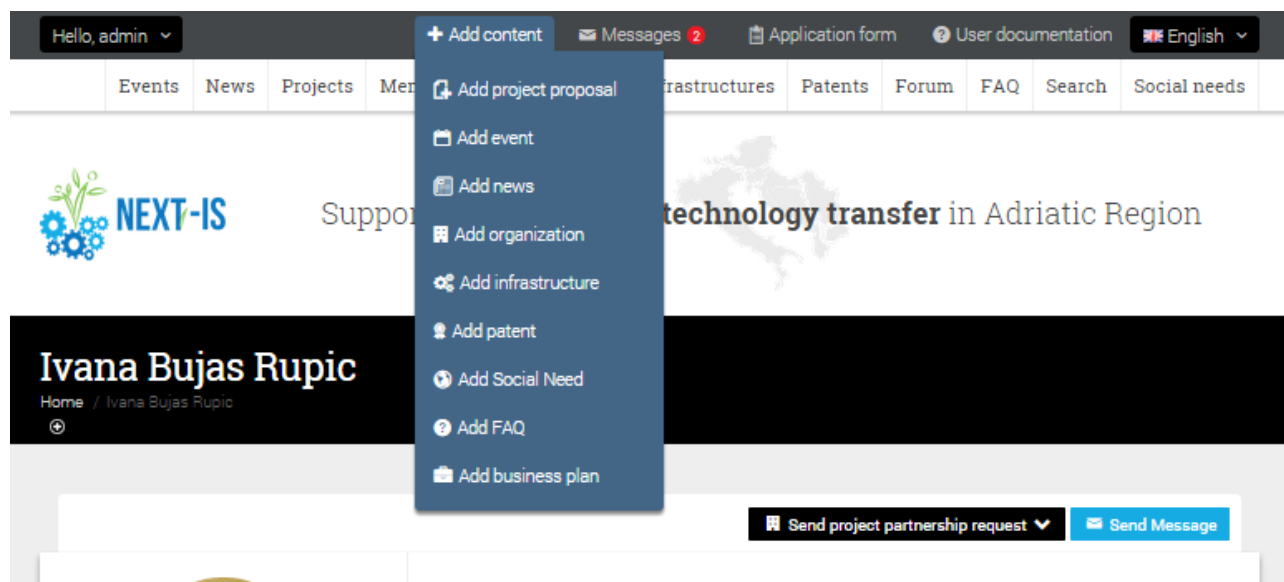 Hello, admin
Add content
Messages 2
Application form
User documentation
English
Events News Projects rastructures Patents Forum FAQ Search Social needs
Add project proposal
Add event
Add news
Add organization
Add infrastructure
Add patent
Add Social Need
Add FAQ
Add business plan
NEXT-IS
technology transfer in Adriatic Region
Ivana Bujas Rupic
Home / Ivana Bujas Rupic
Send project partnership request
Send Message